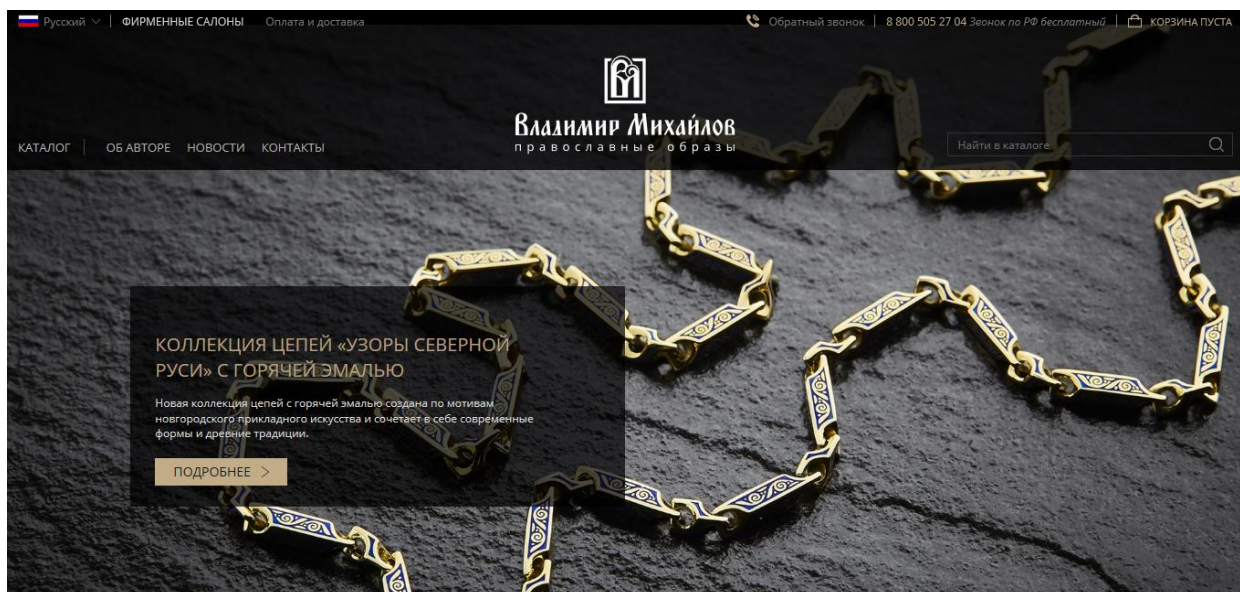 Русский
ФИРМЕННЫЕ САЛОНЫ
Оплата и доставка
Обратный звонок
8 800 505 27 04 Звонок по РФ бесплатный
КОРЗИНА ПУСТА
Владимир Михайлов
православные образы
КАТАЛОГ
ОБ АВТОРЕ
НОВОСТИ
КОНТАКТЫ
Найти в каталоге
КОЛЛЕКЦИЯ ЦЕПЕЙ «УЗОРЫ СЕВЕРНОЙ
РУСИ» С ГОРЯЧЕЙ ЭМАЛЬЮ
Новая коллекция цепей с горячей эмалью создана по мотивам
новгородского прикладного искусства и сочетает в себе современные
формы и древние традиции.
ПОДРОБНЕЕ >